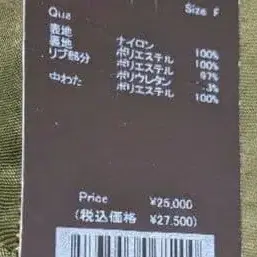 Qua Size F
表地 ナイロン 100%
裏地 ポリエステル 100%
リブ部分 ポリエステル 97%
ポリウレタン 3%
中わた ポリエステル 100%
Price ¥25,000
(税込価格 ¥27,500)